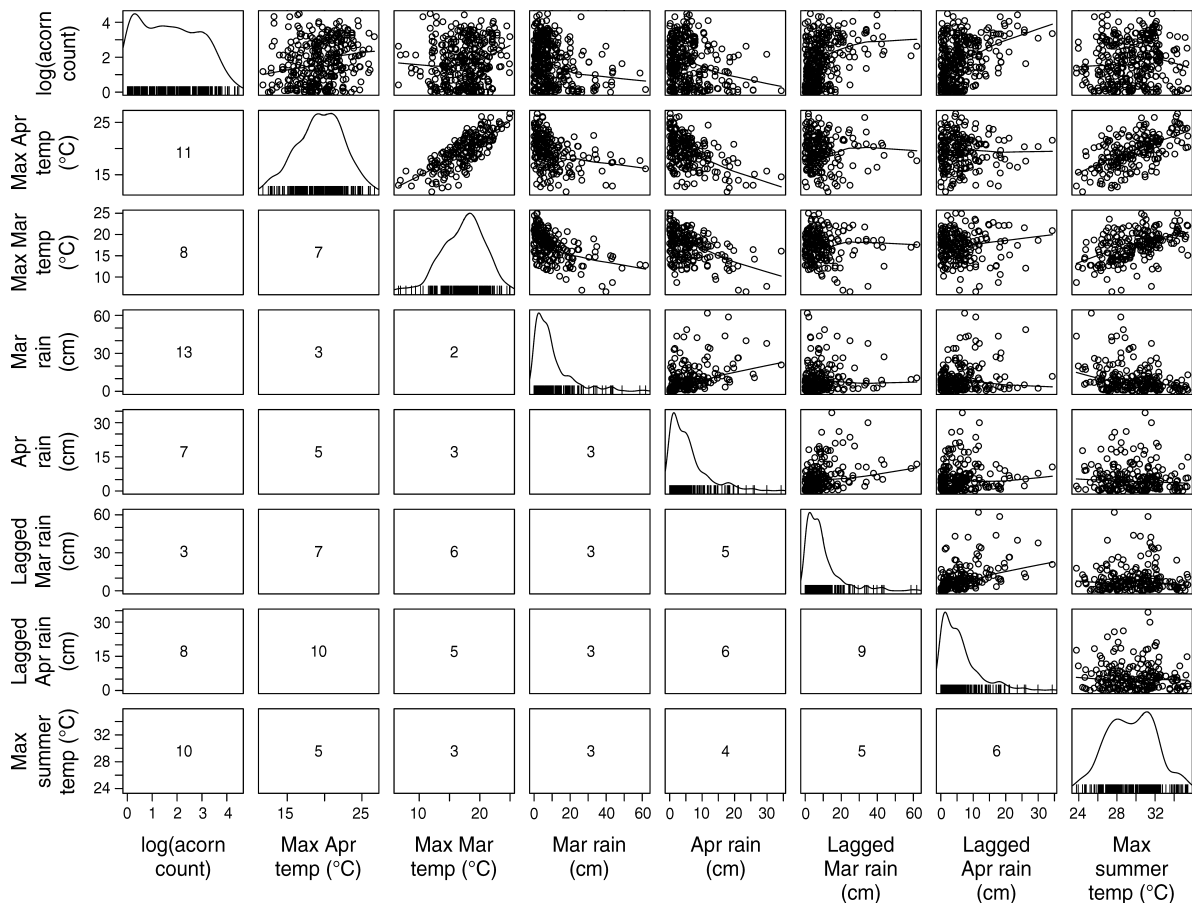 log(acorn
count)
4
2
0
Max Apr
temp (°C)
25
15
11
Max Mar
temp (°C)
25
20
15
10
8 7
Mar
rain
(cm)
60
30
0
13 3 2
Apr
rain
(cm)
30
15
0
7 5 3 3
Lagged
Mar rain
(cm)
60
30
0
3 7 6 3 5
Lagged
Apr rain
(cm)
30
15
0
8 10 5 3 6 9
Max
summer
temp (°C)
32
28
24
10 5 3 3 4 5 6
0 1 2 3 4 15 25 10 20 0 20 40 60 0 10 20 30 0 20 40 60 0 10 20 30 24 28 32
log(acorn
count)
Max Apr
temp (°C)
Max Mar
temp (°C)
Mar rain
(cm)
Apr rain
(cm)
Lagged
Mar rain
(cm)
Lagged
Apr rain
(cm)
Max
summer
temp (°C)